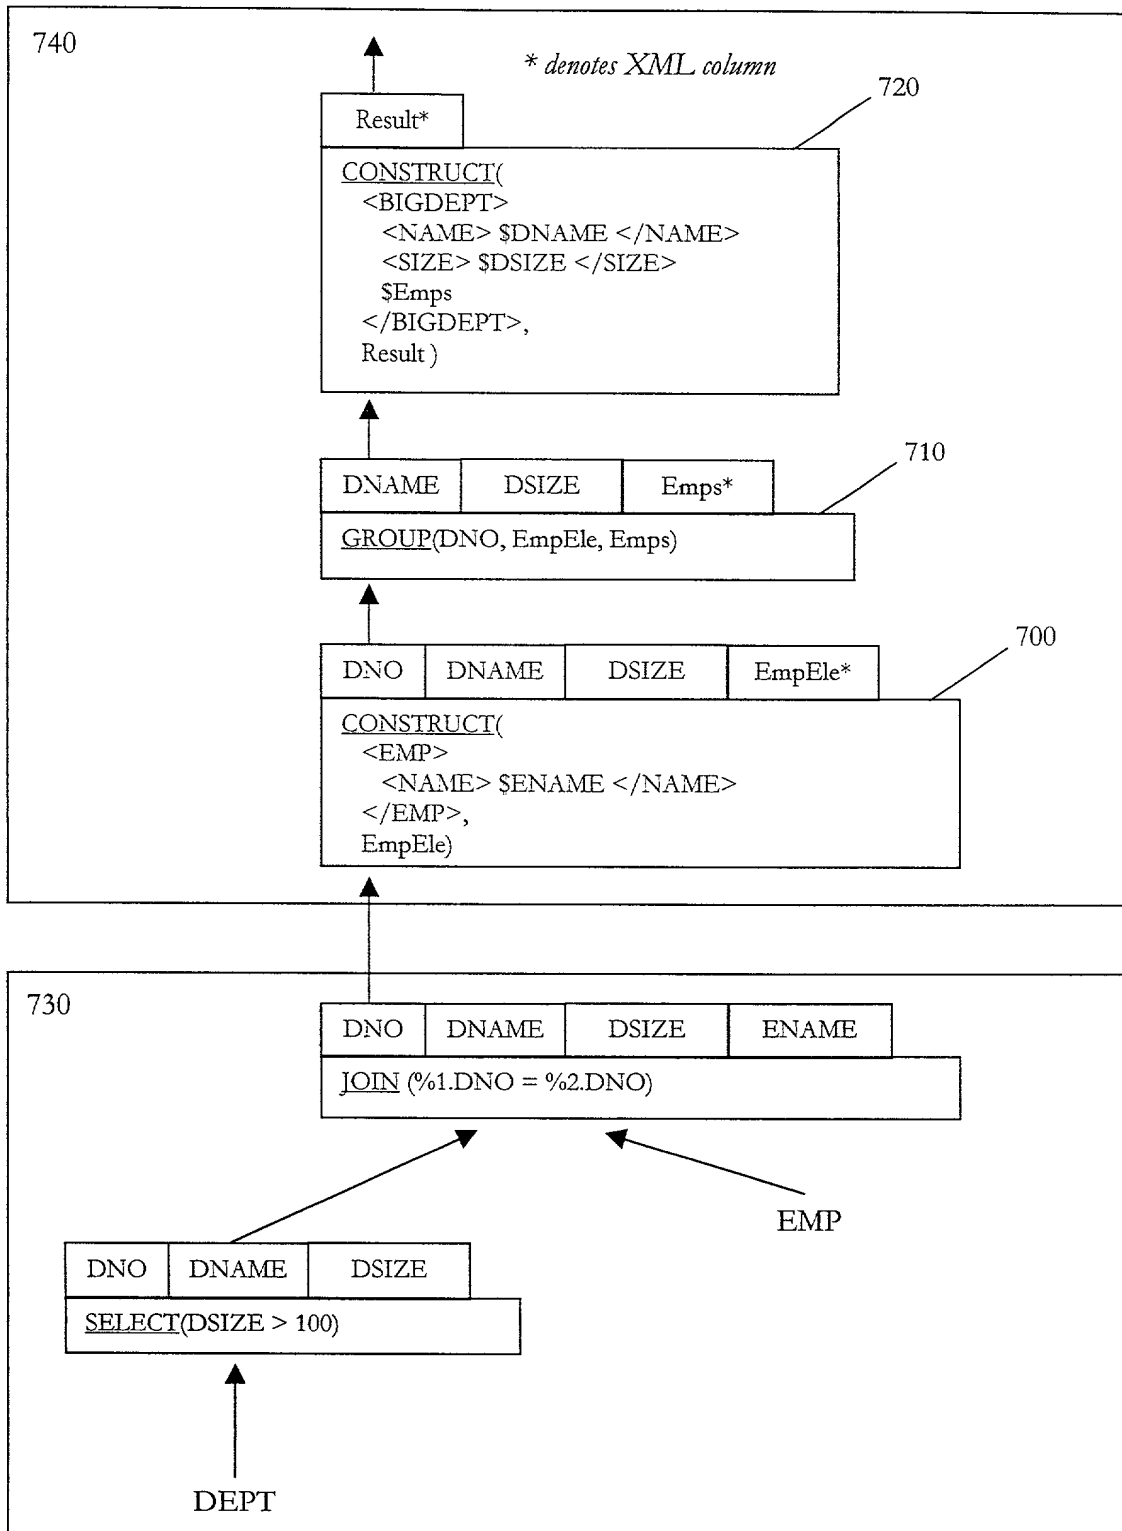 740
* denotes XML column
720
Result*
CONSTRUCT(
<BIGDEPT>
<NAME> $DNAME </NAME>
<SIZE> $DSIZE </SIZE>
$Emps
</BIGDEPT>,
Result )
710
DNAME DSIZE Emps*
GROUP(DNO, EmpEle, Emps)
700
DNO DNAME DSIZE EmpEle*
CONSTRUCT(
<EMP>
<NAME> $ENAME </NAME>
</EMP>,
EmpEle)
730
DNO DNAME DSIZE ENAME
JOIN (%1.DNO = %2.DNO)
EMP
DNO DNAME DSIZE
SELECT(DSIZE > 100)
DEPT